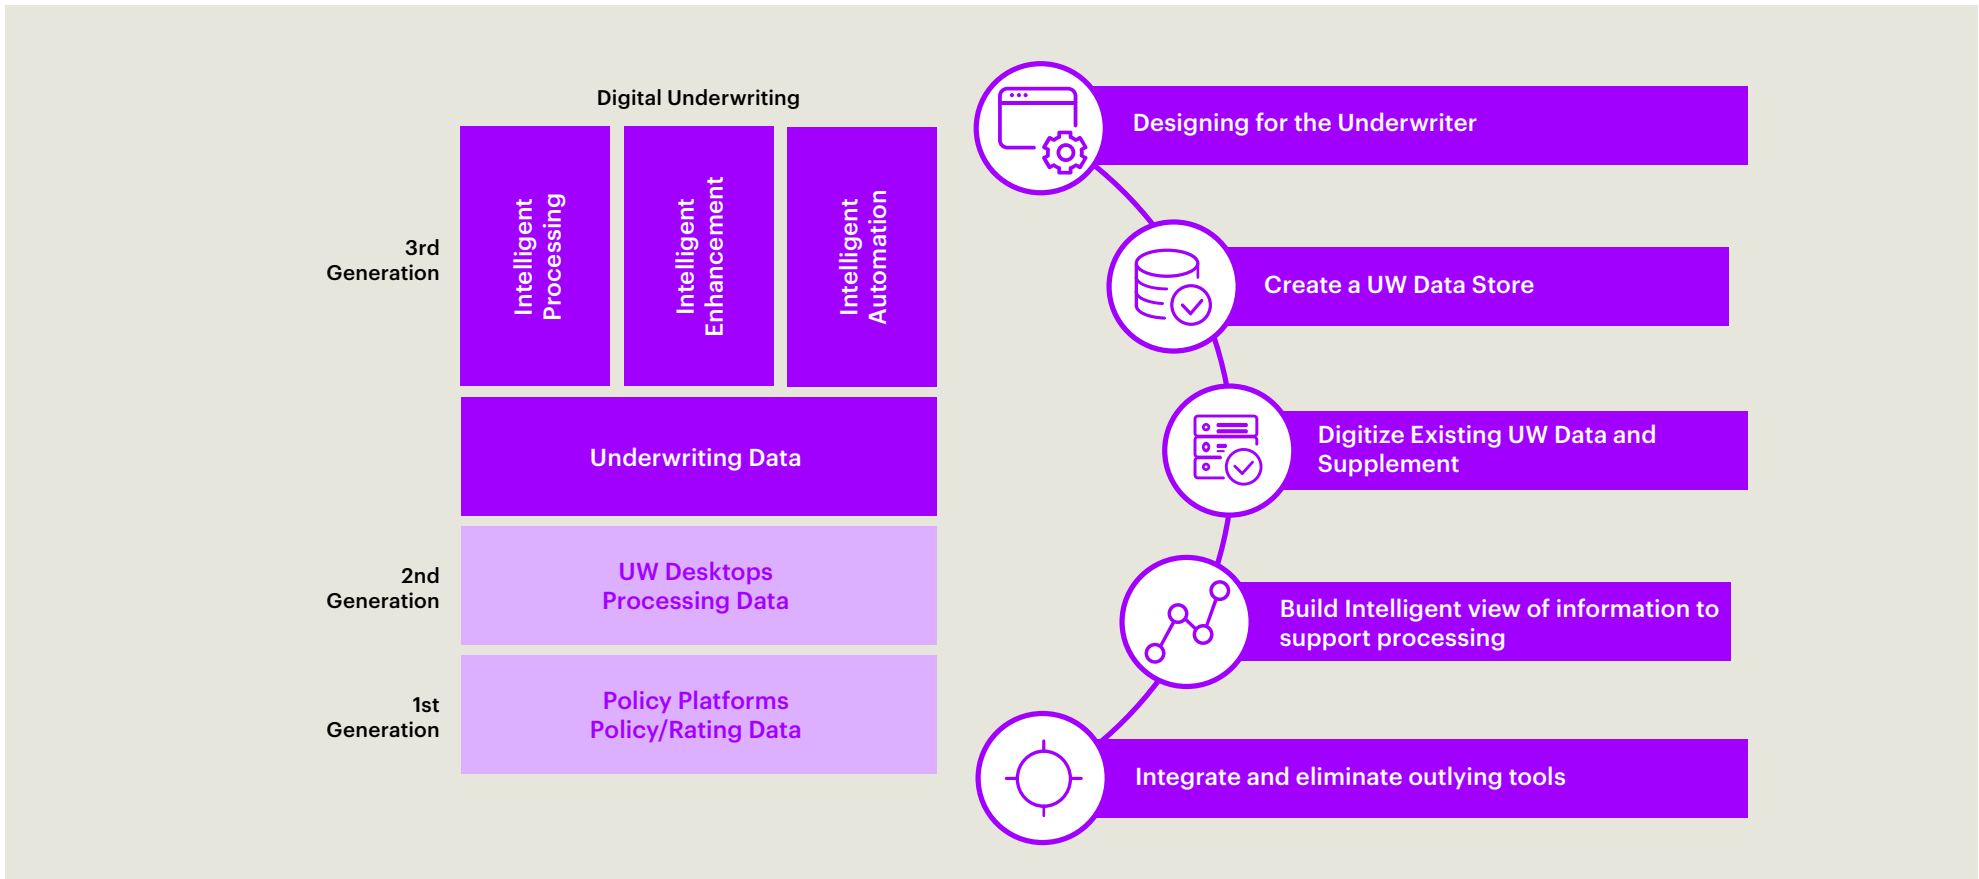 Digital Underwriting
3rd
Generation
Intelligent
Processing
Intelligent
Enhancement
Intelligent
Automation
Underwriting Data
2nd
Generation
UW Desktops
Processing Data
1st
Generation
Policy Platforms
Policy/Rating Data
Designing for the Underwriter
Create a UW Data Store
Digitize Existing UW Data and
Supplement
Build Intelligent view of information to
support processing
Integrate and eliminate outlying tools